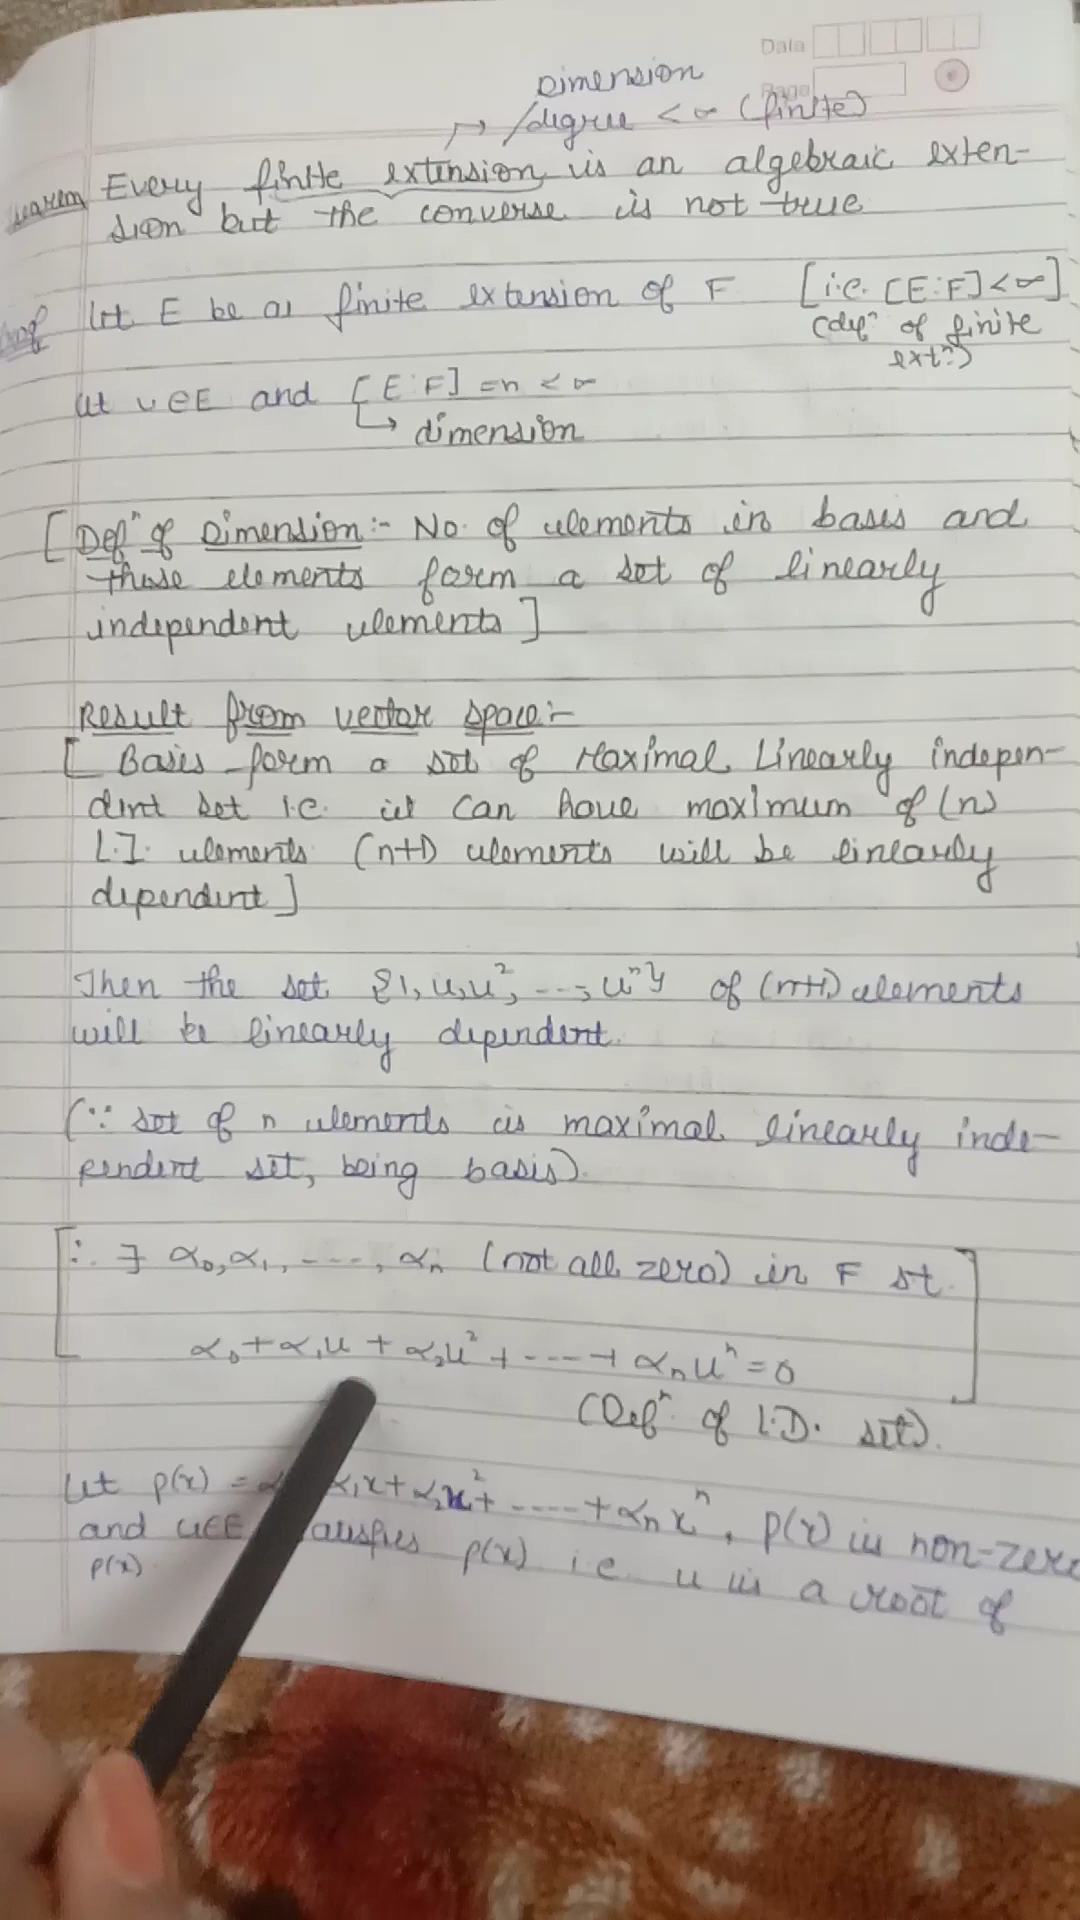 Data
Page
Dimension
/degree < ∞ (finite)
Every finite extension is an algebraic exten-
sion but the converse is not true
Let E be a finite extension of F [i.e. [E:F] < ∞]
(defⁿ of finite
extⁿ)
let u∈E and [E:F] = n < ∞
↳ dimension
[Defⁿ of Dimension:- No. of elements in basis and
these elements form a set of linearly
independent elements]
Result from vector space:-
[Basis form a set of Maximal Linearly indepen-
dent set i.e. it can have maximum of (n)
L.I. elements (n+1) elements will be linearly
dependent]
Then the set {1, u, u², ---, uⁿ} of (n+1) elements
will be linearly dependent.
(∵ set of n elements is maximal linearly inde-
pendent set, being basis).
[∴ ∃ α₀, α₁, ----, αₙ (not all zero) in F st.
α₀ + α₁u + α₂u² + ---- + αₙuⁿ = 0]
(Defⁿ of L.D. set).
Let p(x) = α₁x + α₂x² + ----- + αₙxⁿ, p(x) is non-zero
and u∈E satisfies p(x) i.e. u is a root of
p(x).